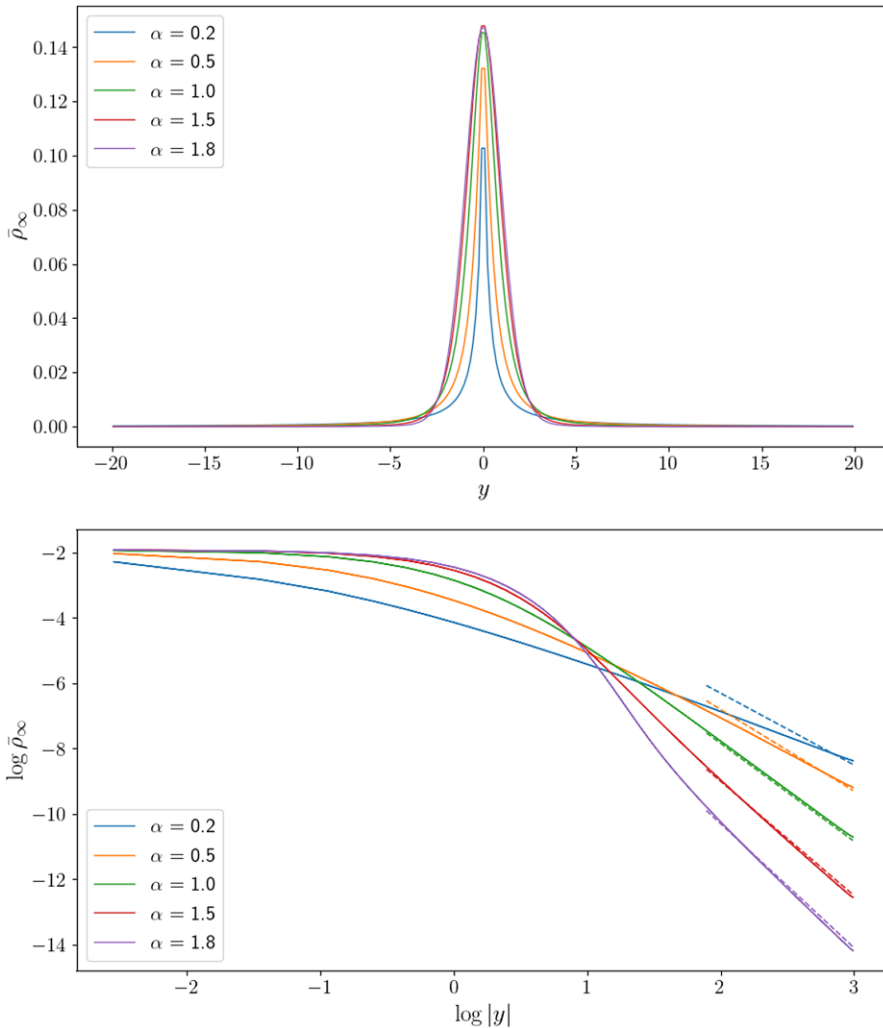 0.14
0.12
0.10
0.08
0.06
0.04
0.02
0.00
ρ̄∞
α = 0.2
α = 0.5
α = 1.0
α = 1.5
α = 1.8
−20 −15 −10 −5 0 5 10 15 20
y
−2
−4
−6
−8
−10
−12
−14
log ρ̄∞
α = 0.2
α = 0.5
α = 1.0
α = 1.5
α = 1.8
−2 −1 0 1 2 3
log |y|